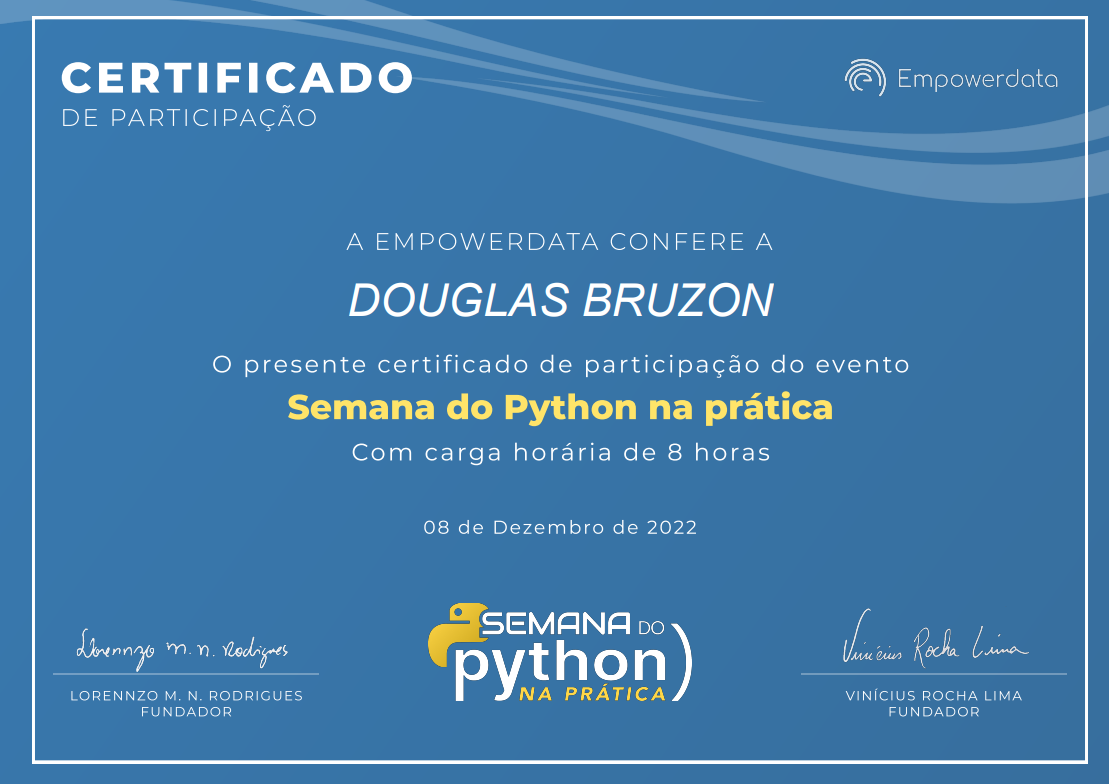 CERTIFICADO
DE PARTICIPAÇÃO
Empowerdata
A EMPOWERDATA CONFERE A
DOUGLAS BRUZON
O presente certificado de participação do evento
Semana do Python na prática
Com carga horária de 8 horas
08 de Dezembro de 2022
SEMANA DO
python)
NA PRÁTICA
Lorennzo M. N. Rodrigues
LORENNZO M. N. RODRIGUES
FUNDADOR
Vinícius Rocha Lima
VINÍCIUS ROCHA LIMA
FUNDADOR